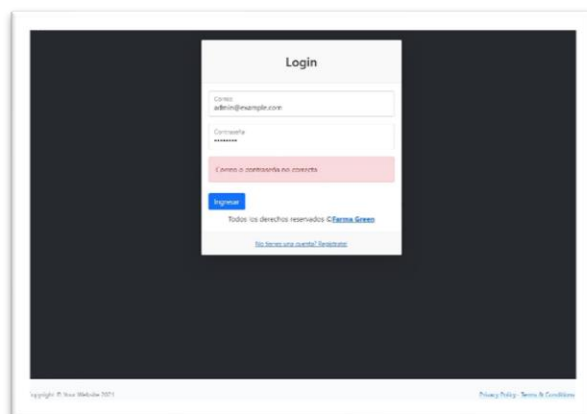 Login
Correo
admin@example.com
Contraseña
Correo o contraseña no correcta
Ingresar
Todos los derechos reservados ©Farma Green
No tienes una cuenta? Registrate!
Copyright © Your Website 2021
Privacy Policy · Terms & Conditions